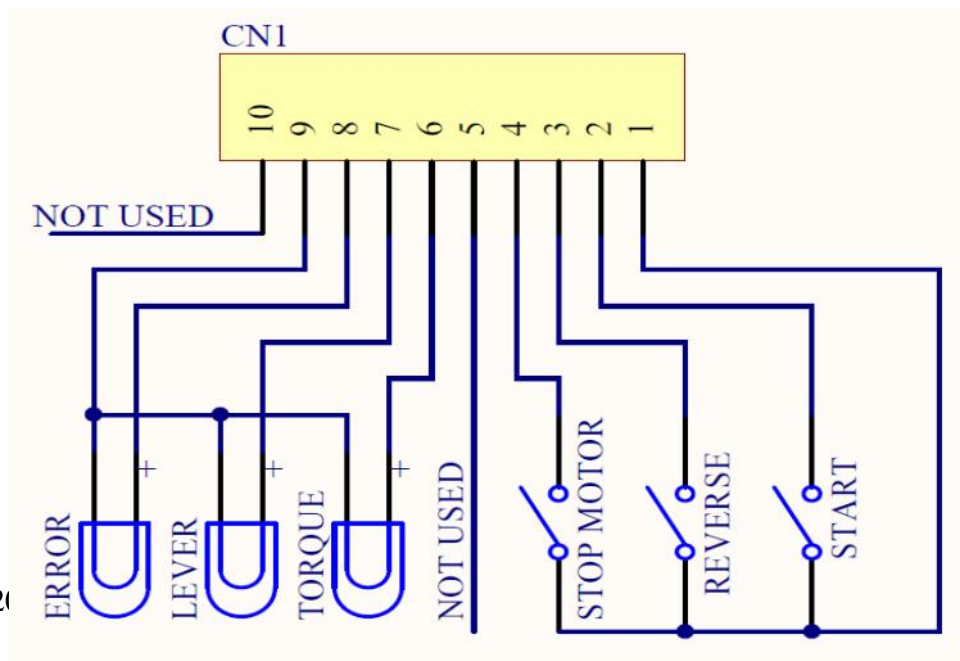 CN1
10 9 8 7 6 5 4 3 2 1
NOT USED
+ + +
ERROR
LEVER
TORQUE
NOT USED
STOP MOTOR
REVERSE
START